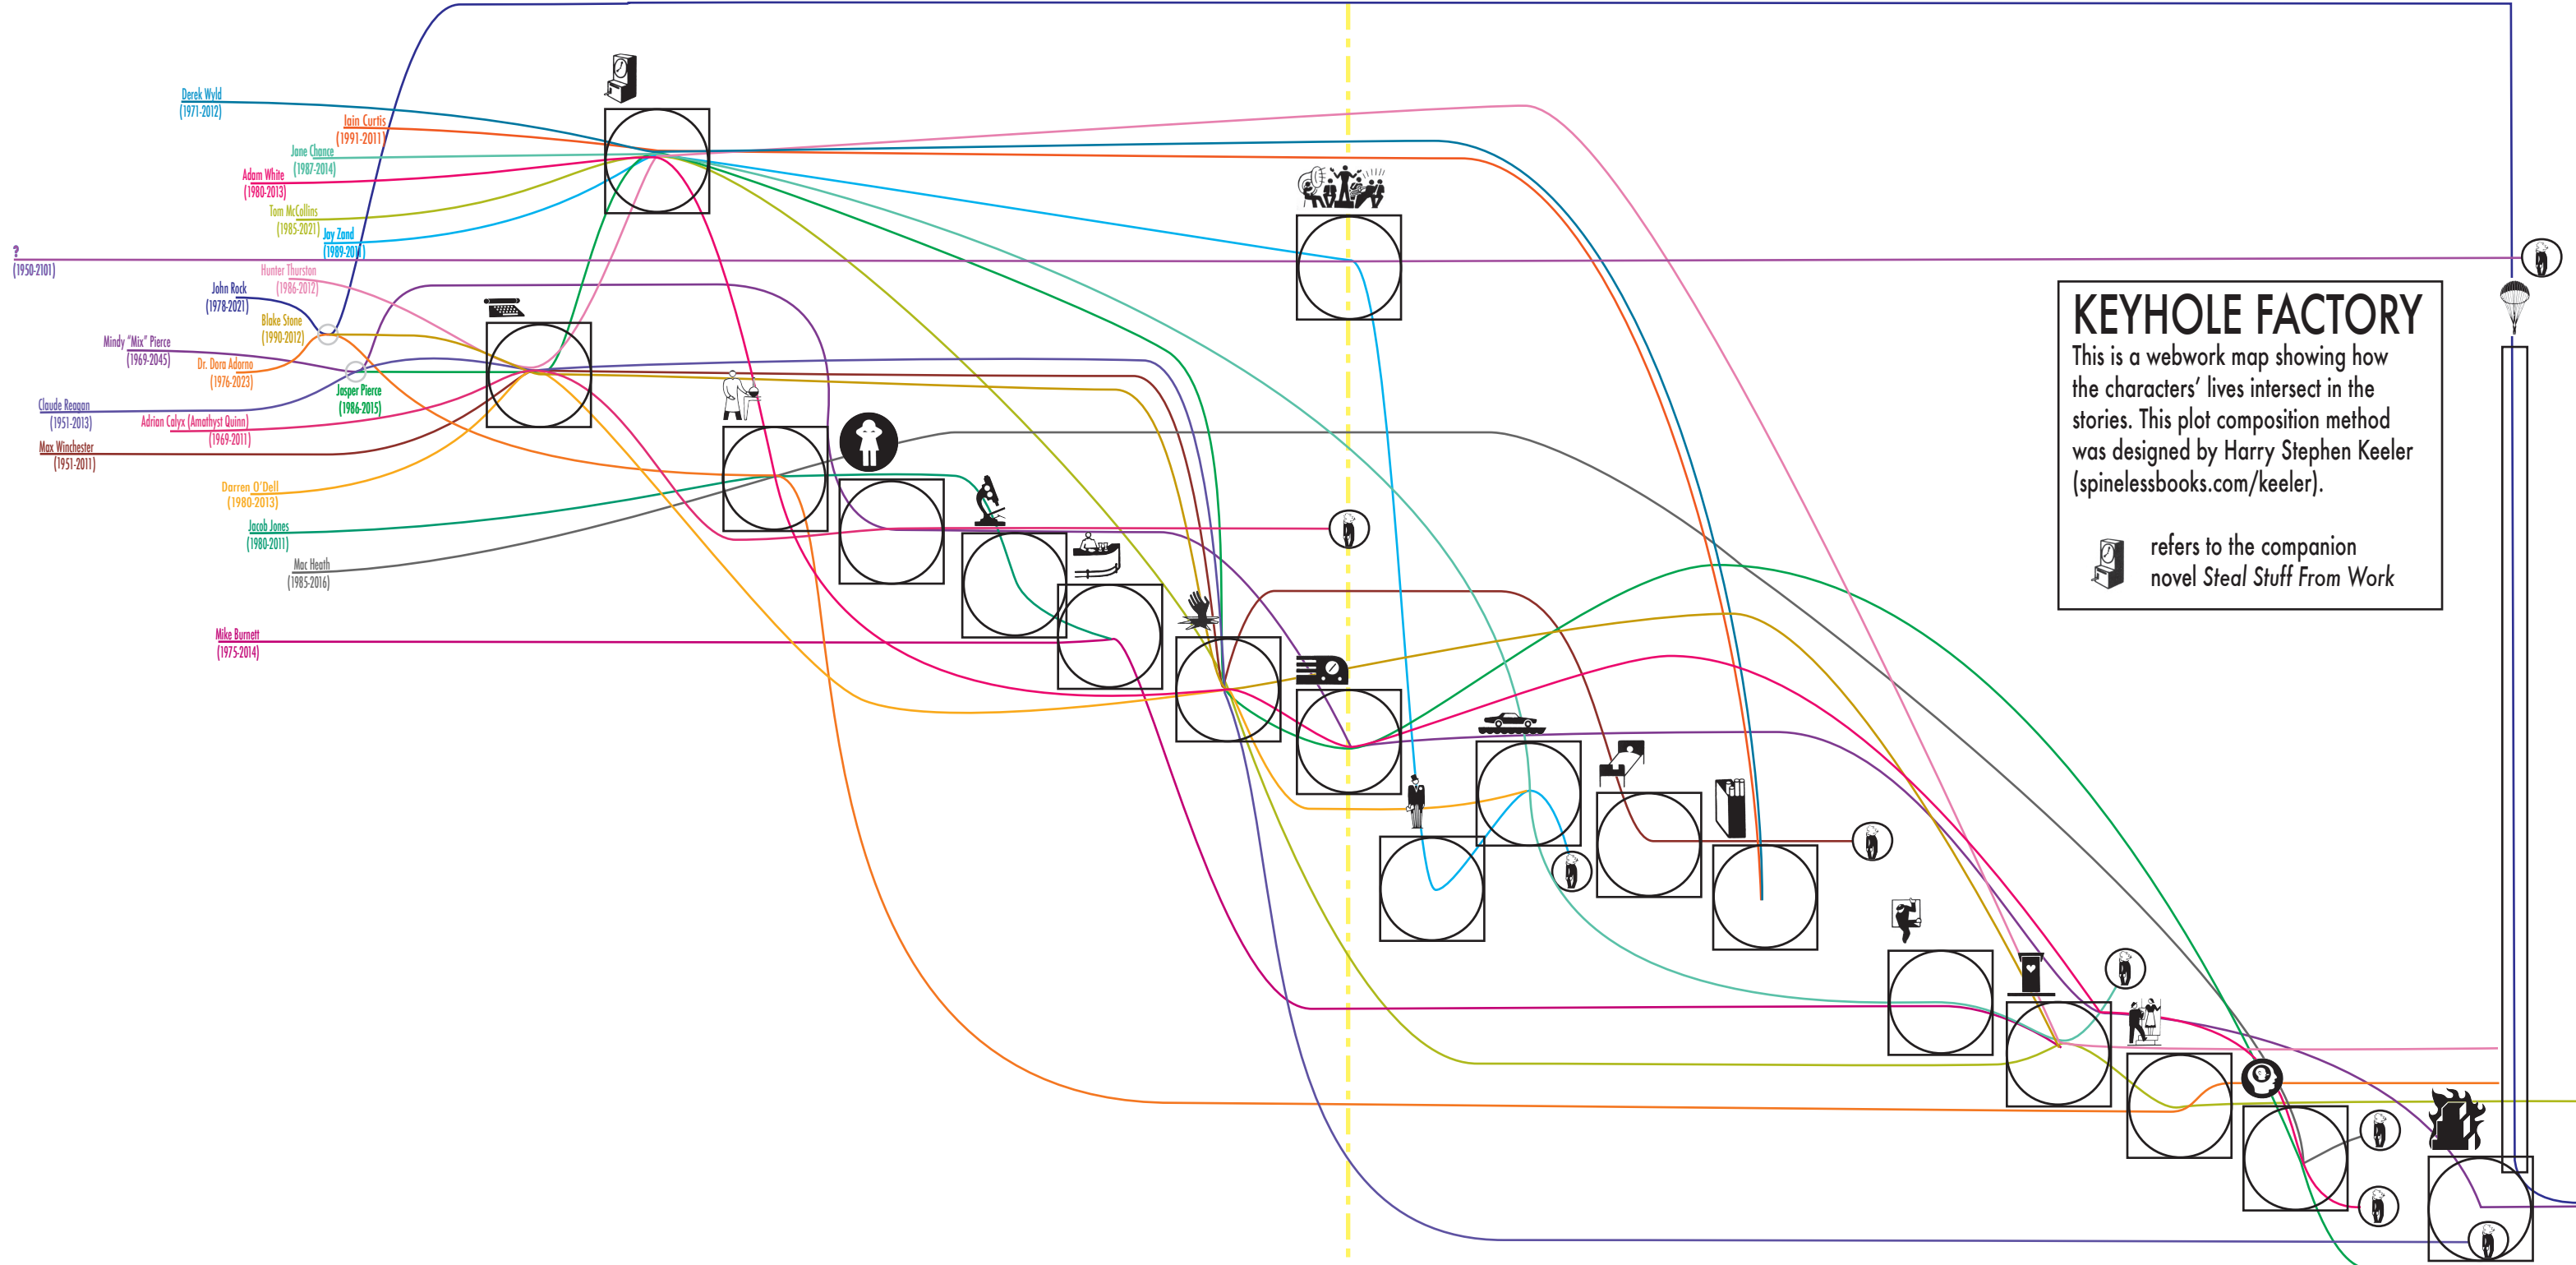 Derek Wyld
(1971-2012)
Iain Curtis
(1991-2011)
Jane Chance
(1987-2014)
Adam White
(1980-2013)
Tom McCollins
(1985-2021)
Jay Zand
(1989-2011)
?
(1950-2101)
Hunter Thurston
(1986-2012)
John Rock
(1978-2021)
Blake Stone
(1990-2012)
Mindy "Mix" Pierce
(1969-2045)
Dr. Dora Adorno
(1976-2023)
Jasper Pierce
(1986-2015)
Claude Reagan
(1951-2013)
Adrian Calyx (Amathyst Quinn)
(1969-2011)
Max Winchester
(1951-2011)
Darren O'Dell
(1980-2013)
Jacob Jones
(1980-2011)
Mac Heath
(1985-2016)
Mike Burnett
(1975-2014)
KEYHOLE FACTORY
This is a webwork map showing how
the characters' lives intersect in the
stories. This plot composition method
was designed by Harry Stephen Keeler
(spinelessbooks.com/keeler).
refers to the companion
novel Steal Stuff From Work